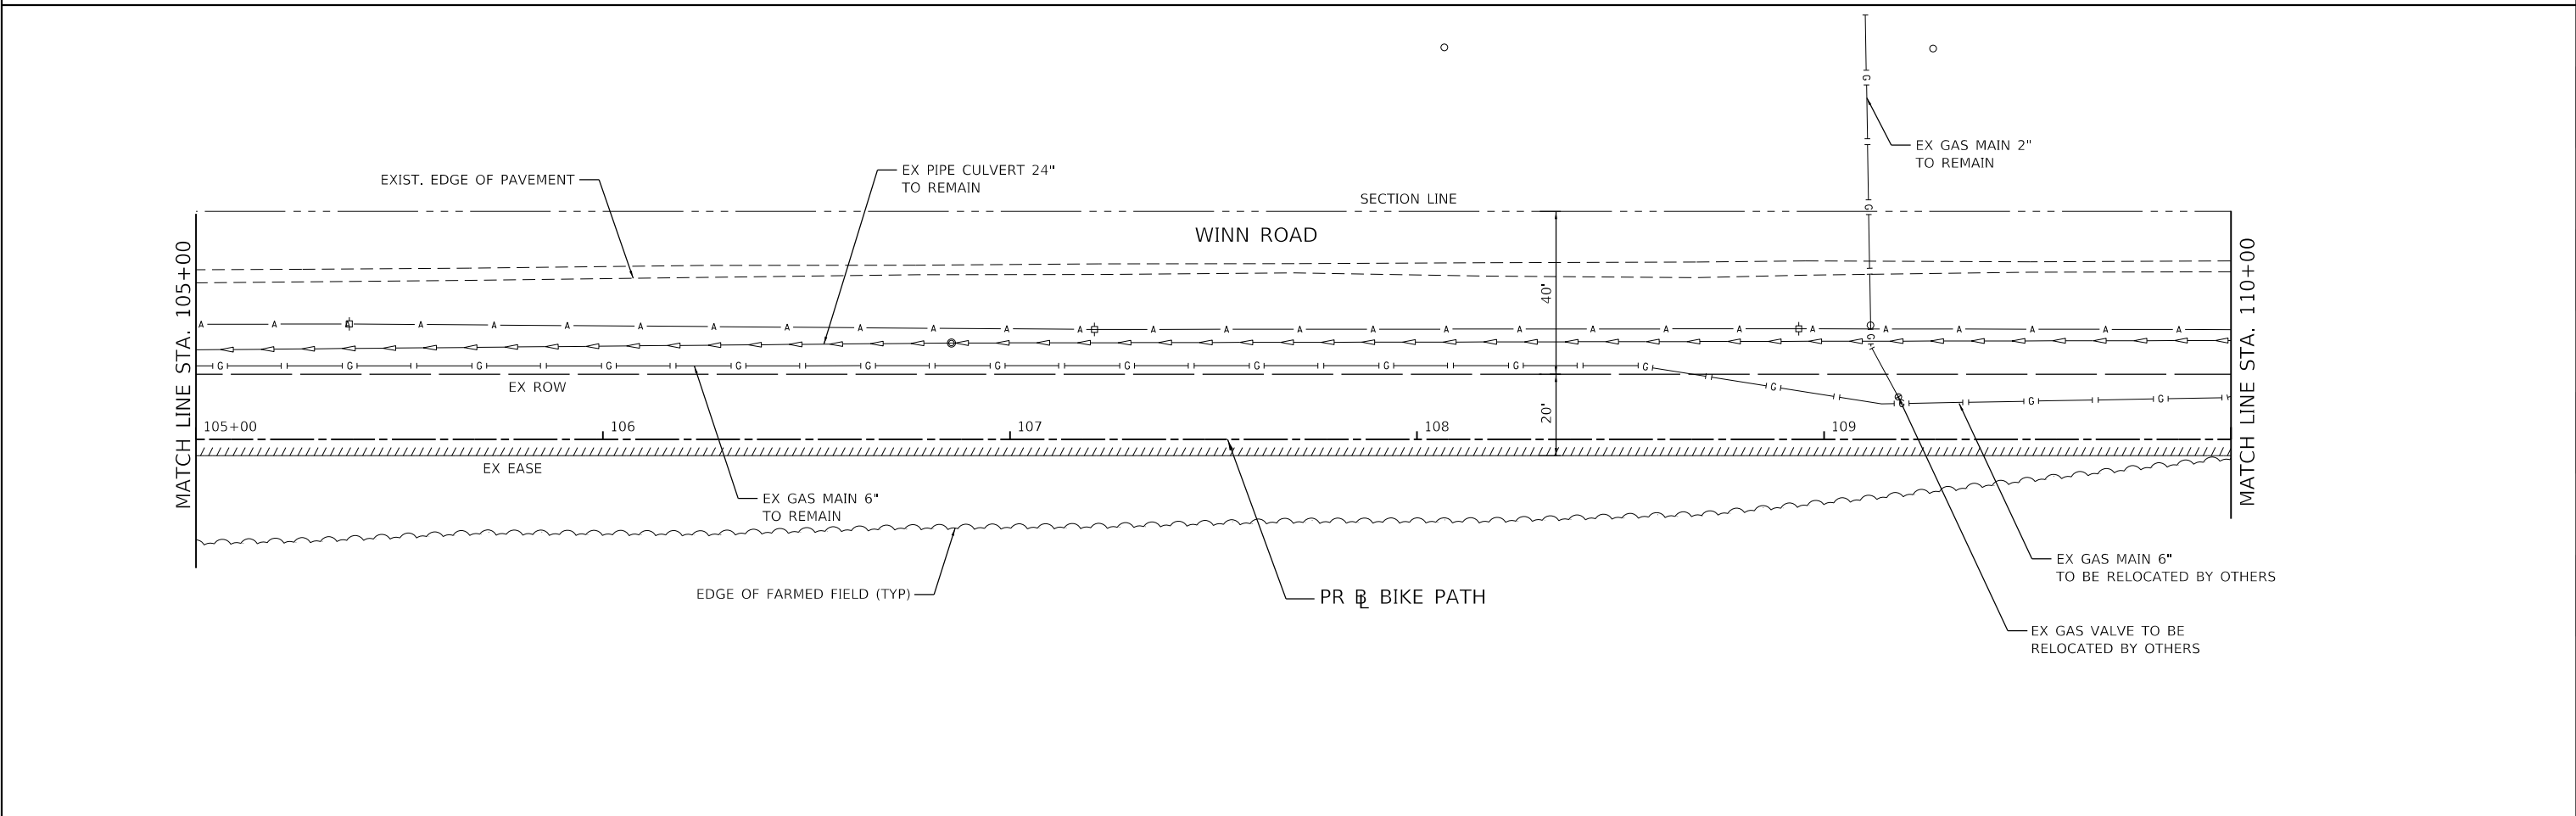 EX GAS MAIN 2"
TO REMAIN
EX PIPE CULVERT 24"
TO REMAIN
EXIST. EDGE OF PAVEMENT
SECTION LINE
WINN ROAD
MATCH LINE STA. 105+00
MATCH LINE STA. 110+00
40'
A A A A A A A A A A A A A A A A A A A A A A A A A A A A
G G G G G G G G G G G G G G G G
G
G
G
EX ROW
20'
105+00 106 107 108 109
EX EASE
EX GAS MAIN 6"
TO REMAIN
EX GAS MAIN 6"
TO BE RELOCATED BY OTHERS
EDGE OF FARMED FIELD (TYP)
PR BL BIKE PATH
EX GAS VALVE TO BE
RELOCATED BY OTHERS